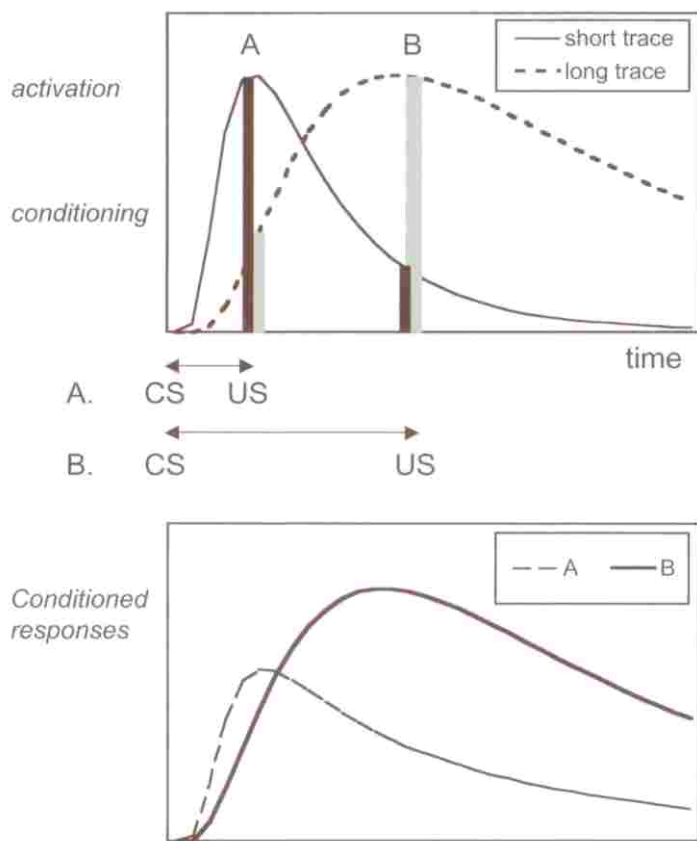 A B
short trace
long trace
activation
conditioning
time
A. CS US
B. CS US
A B
Conditioned
responses